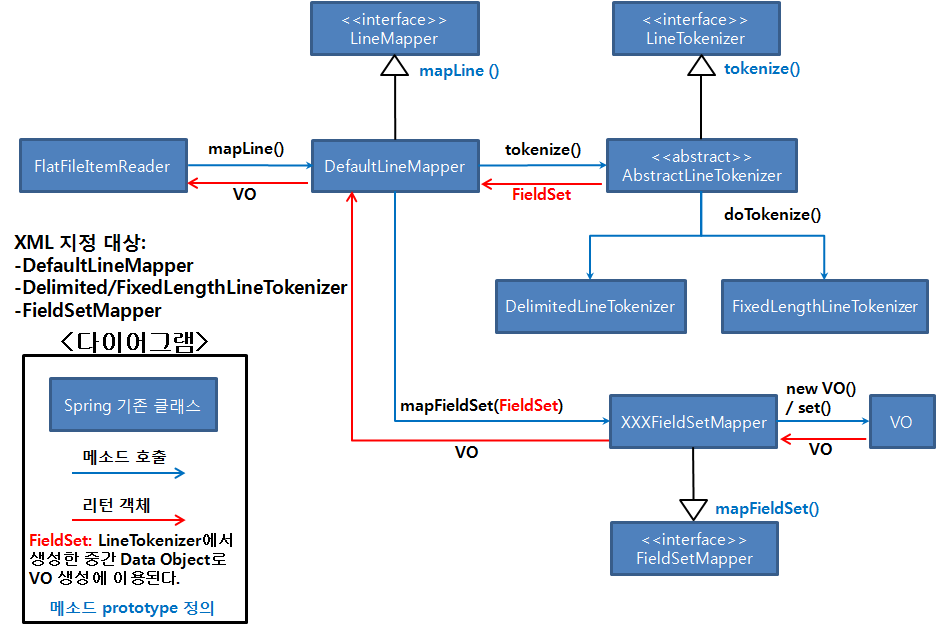 <<interface>>
LineMapper
<<interface>>
LineTokenizer
mapLine ()
tokenize()
FlatFileItemReader
mapLine()
VO
DefaultLineMapper
tokenize()
FieldSet
<<abstract>>
AbstractLineTokenizer
doTokenize()
XML 지정 대상:
-DefaultLineMapper
-Delimited/FixedLengthLineTokenizer
-FieldSetMapper
DelimitedLineTokenizer
FixedLengthLineTokenizer
<다이어그램>
Spring 기존 클래스
메소드 호출
리턴 객체
FieldSet: LineTokenizer에서
생성한 중간 Data Object로
VO 생성에 이용된다.
메소드 prototype 정의
mapFieldSet(FieldSet)
VO
XXXFieldSetMapper
new VO()
/ set()
VO
VO
mapFieldSet()
<<interface>>
FieldSetMapper